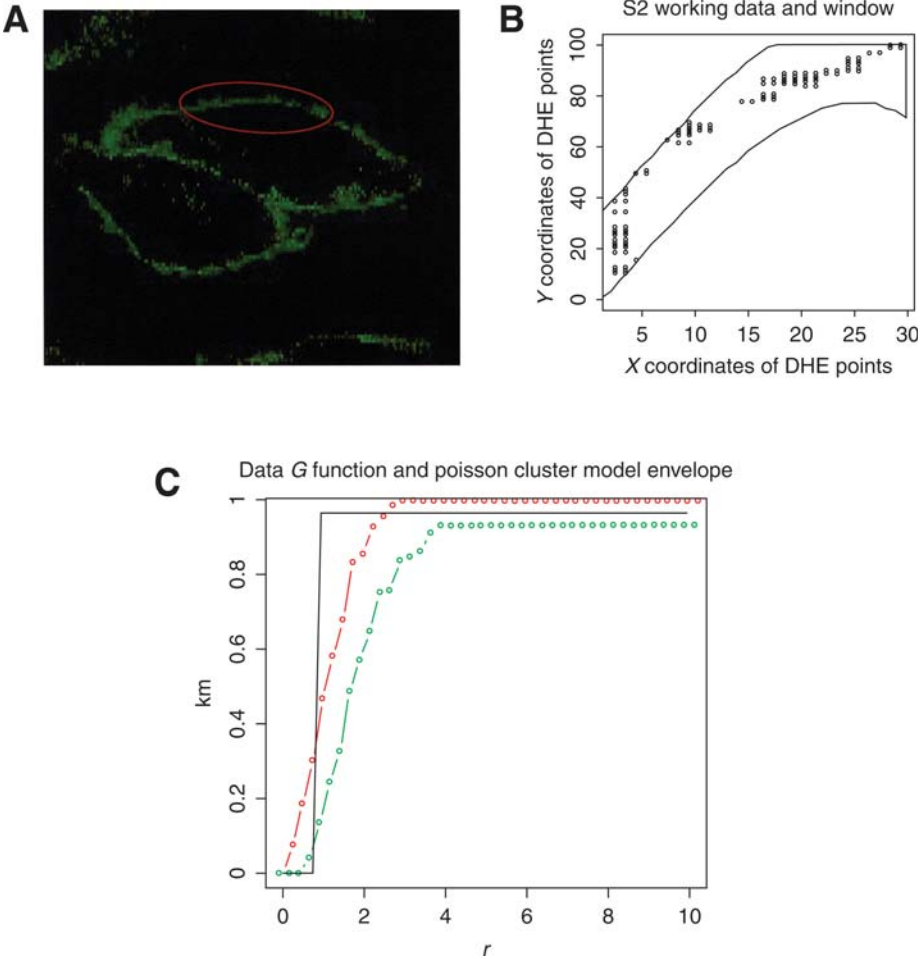 A
B
S2 working data and window
Y coordinates of DHE points
100
80
60
40
20
0
5 10 15 20 25 30
X coordinates of DHE points
C
Data G function and poisson cluster model envelope
km
1
0.8
0.6
0.4
0.2
0
0 2 4 6 8 10
r